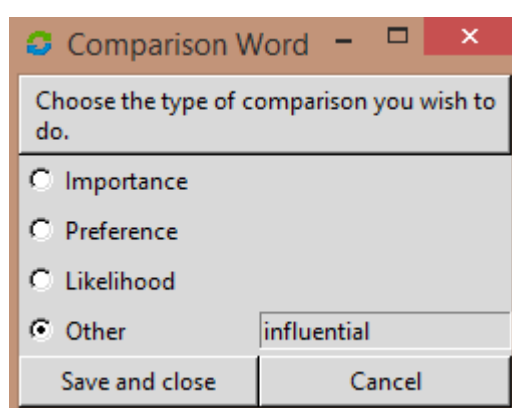 Comparison Word
Choose the type of comparison you wish to
do.
Importance
Preference
Likelihood
Other influential
Save and close Cancel